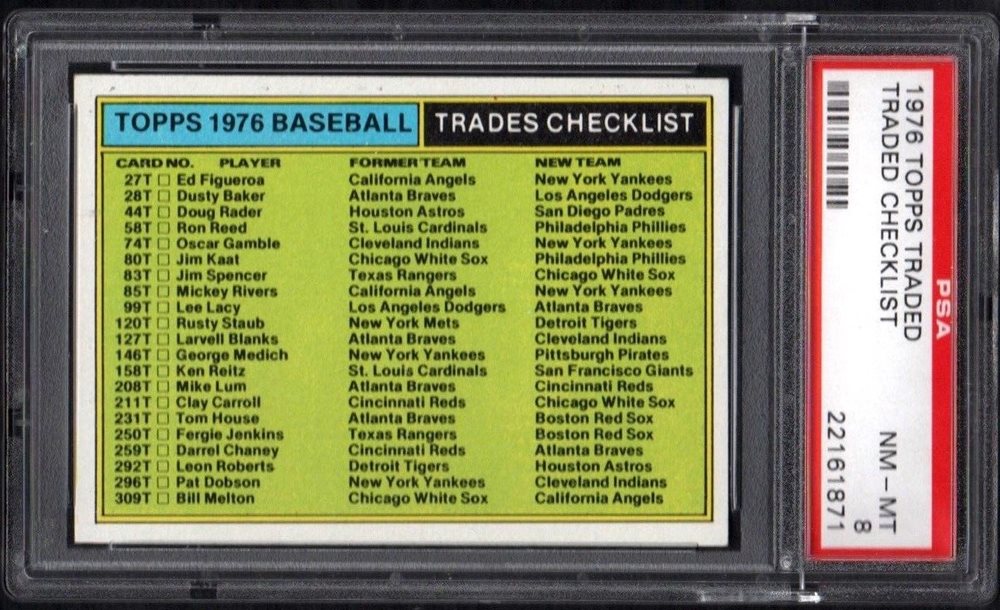 TOPPS 1976 BASEBALL TRADES CHECKLIST
CARD NO. PLAYER FORMER TEAM NEW TEAM
27T □ Ed Figueroa California Angels New York Yankees
28T □ Dusty Baker Atlanta Braves Los Angeles Dodgers
44T □ Doug Rader Houston Astros San Diego Padres
58T □ Ron Reed St. Louis Cardinals Philadelphia Phillies
74T □ Oscar Gamble Cleveland Indians New York Yankees
80T □ Jim Kaat Chicago White Sox Philadelphia Phillies
83T □ Jim Spencer Texas Rangers Chicago White Sox
85T □ Mickey Rivers California Angels New York Yankees
99T □ Lee Lacy Los Angeles Dodgers Atlanta Braves
120T □ Rusty Staub New York Mets Detroit Tigers
127T □ Larvell Blanks Atlanta Braves Cleveland Indians
146T □ George Medich New York Yankees Pittsburgh Pirates
158T □ Ken Reitz St. Louis Cardinals San Francisco Giants
208T □ Mike Lum Atlanta Braves Cincinnati Reds
211T □ Clay Carroll Cincinnati Reds Chicago White Sox
231T □ Tom House Atlanta Braves Boston Red Sox
250T □ Fergie Jenkins Texas Rangers Boston Red Sox
259T □ Darrel Chaney Cincinnati Reds Atlanta Braves
292T □ Leon Roberts Detroit Tigers Houston Astros
296T □ Pat Dobson New York Yankees Cleveland Indians
309T □ Bill Melton Chicago White Sox California Angels
PSA
1976 TOPPS TRADED
TRADED CHECKLIST NM - MT 8
22161871